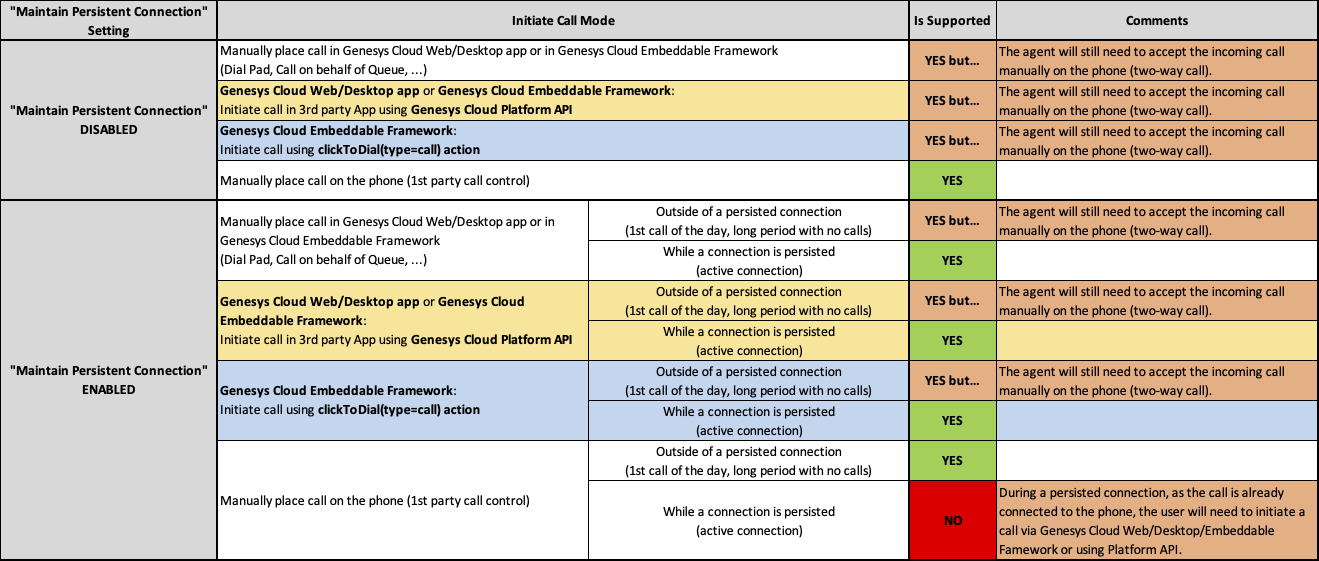 "Maintain Persistent Connection"
Setting
Initiate Call Mode
Is Supported
Comments
"Maintain Persistent Connection"
DISABLED
Manually place call in Genesys Cloud Web/Desktop app or in Genesys Cloud Embeddable Framework
(Dial Pad, Call on behalf of Queue, ...)
YES but...
The agent will still need to accept the incoming call
manually on the phone (two-way call).
Genesys Cloud Web/Desktop app or Genesys Cloud Embeddable Framework:
Initiate call in 3rd party App using Genesys Cloud Platform API
YES but...
The agent will still need to accept the incoming call
manually on the phone (two-way call).
Genesys Cloud Embeddable Framework:
Initiate call using clickToDial(type=call) action
YES but...
The agent will still need to accept the incoming call
manually on the phone (two-way call).
Manually place call on the phone (1st party call control)
YES
"Maintain Persistent Connection"
ENABLED
Manually place call in Genesys Cloud Web/Desktop app or in
Genesys Cloud Embeddable Framework
(Dial Pad, Call on behalf of Queue, ...)
Outside of a persisted connection
(1st call of the day, long period with no calls)
YES but...
The agent will still need to accept the incoming call
manually on the phone (two-way call).
While a connection is persisted
(active connection)
YES
Genesys Cloud Web/Desktop app or Genesys Cloud
Embeddable Framework:
Initiate call in 3rd party App using Genesys Cloud Platform API
Outside of a persisted connection
(1st call of the day, long period with no calls)
YES but...
The agent will still need to accept the incoming call
manually on the phone (two-way call).
While a connection is persisted
(active connection)
YES
Genesys Cloud Embeddable Framework:
Initiate call using clickToDial(type=call) action
Outside of a persisted connection
(1st call of the day, long period with no calls)
YES but...
The agent will still need to accept the incoming call
manually on the phone (two-way call).
While a connection is persisted
(active connection)
YES
Manually place call on the phone (1st party call control)
Outside of a persisted connection
(1st call of the day, long period with no calls)
YES
While a connection is persisted
(active connection)
NO
During a persisted connection, as the call is already
connected to the phone, the user will need to initiate a
call via Genesys Cloud Web/Desktop/Embeddable
Famework or using Platform API.